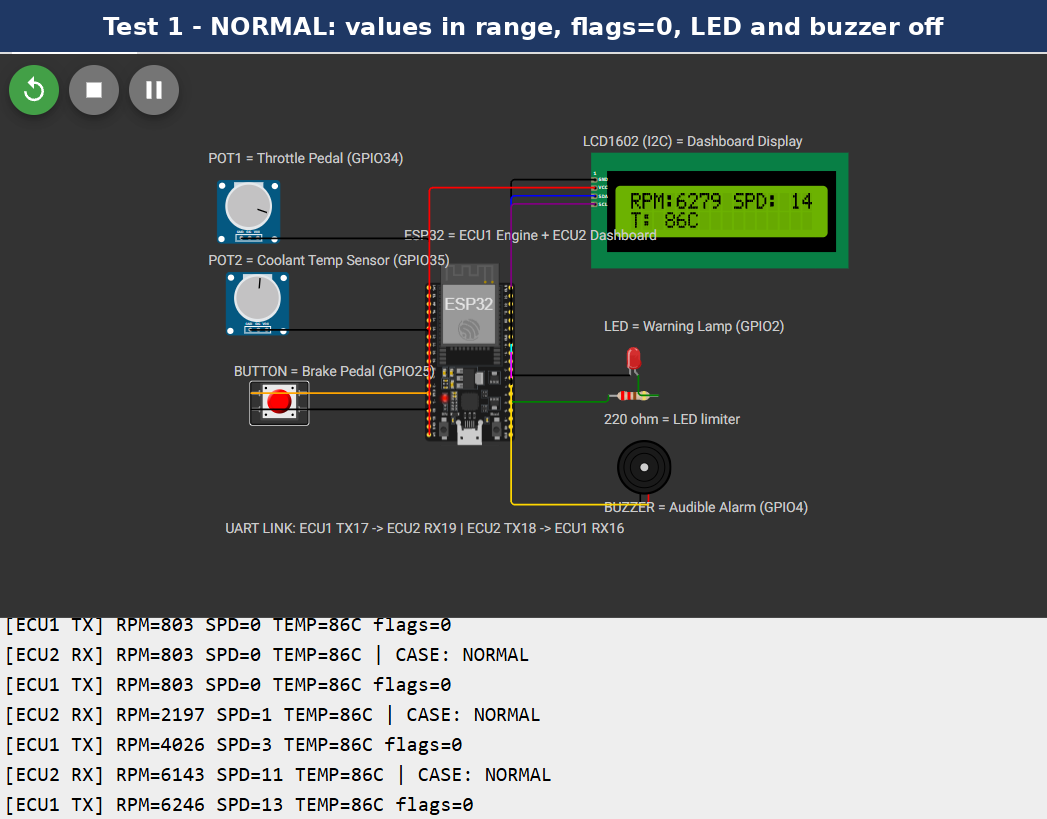 Test 1 - NORMAL: values in range, flags=0, LED and buzzer off
LCD1602 (I2C) = Dashboard Display
POT1 = Throttle Pedal (GPIO34)
RPM:6279 SPD: 14
T: 86C
ESP32 = ECU1 Engine + ECU2 Dashboard
POT2 = Coolant Temp Sensor (GPIO35)
ESP32
LED = Warning Lamp (GPIO2)
BUTTON = Brake Pedal (GPIO25)
220 ohm = LED limiter
BUZZER = Audible Alarm (GPIO4)
UART LINK: ECU1 TX17 -> ECU2 RX19 | ECU2 TX18 -> ECU1 RX16
[ECU1 TX] RPM=803 SPD=0 TEMP=86C flags=0
[ECU2 RX] RPM=803 SPD=0 TEMP=86C | CASE: NORMAL
[ECU1 TX] RPM=803 SPD=0 TEMP=86C flags=0
[ECU2 RX] RPM=2197 SPD=1 TEMP=86C | CASE: NORMAL
[ECU1 TX] RPM=4026 SPD=3 TEMP=86C flags=0
[ECU2 RX] RPM=6143 SPD=11 TEMP=86C | CASE: NORMAL
[ECU1 TX] RPM=6246 SPD=13 TEMP=86C flags=0